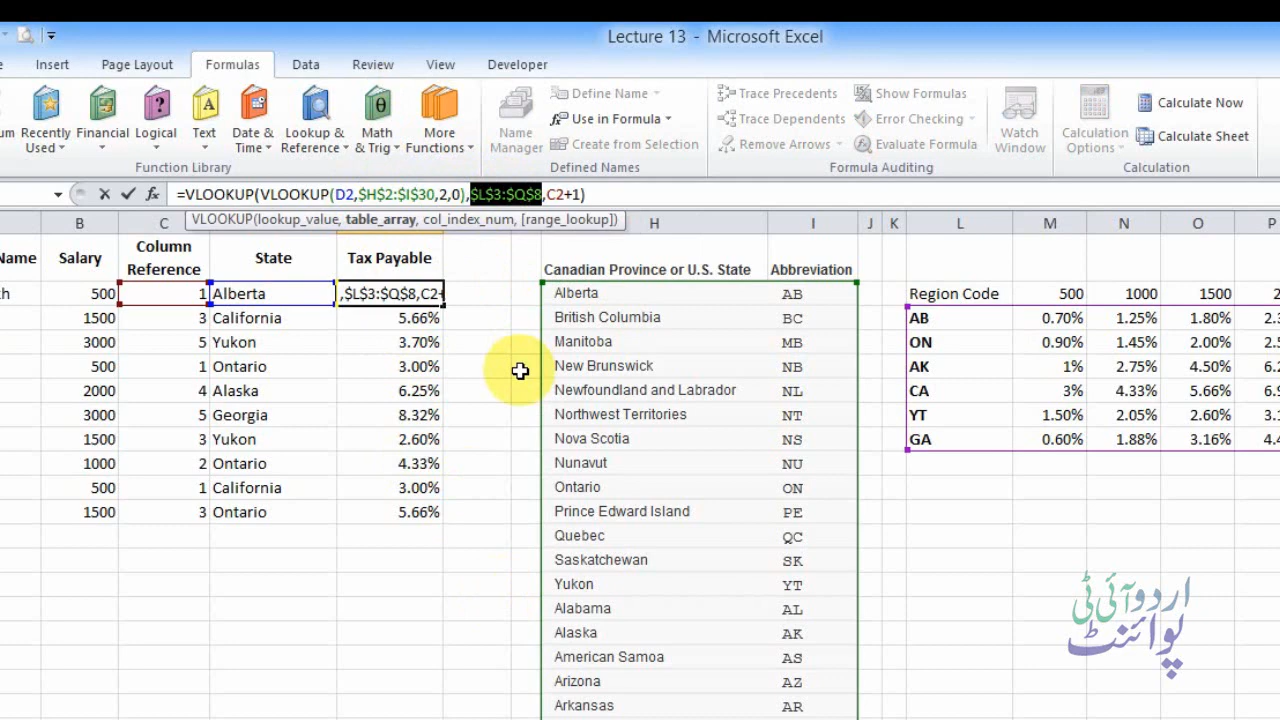 Lecture 13 - Microsoft Excel
Insert Page Layout Formulas Data Review View Developer
Recently Used Financial Logical Text Date & Time Lookup & Reference Math & Trig More Functions
Function Library
Name Manager Define Name Use in Formula Create from Selection
Defined Names
Trace Precedents Trace Dependents Remove Arrows Show Formulas Error Checking Evaluate Formula Watch Window
Formula Auditing
Calculation Options Calculate Now Calculate Sheet
Calculation
fx =VLOOKUP(VLOOKUP(D2,$H$2:$I$30,2,0),$L$3:$Q$8,C2+1)
VLOOKUP(lookup_value, table_array, col_index_num, [range_lookup])
B C H I J K L M N O P
Name Salary Column Reference State Tax Payable Canadian Province or U.S. State Abbreviation
500 1 Alberta ,$L$3:$Q$8,C2+ Alberta AB Region Code 500 1000 1500
1500 3 California 5.66% British Columbia BC AB 0.70% 1.25% 1.80%
3000 5 Yukon 3.70% Manitoba MB ON 0.90% 1.45% 2.00%
500 1 Ontario 3.00% New Brunswick NB AK 1% 2.75% 4.50%
2000 4 Alaska 6.25% Newfoundland and Labrador NL CA 3% 4.33% 5.66%
3000 5 Georgia 8.32% Northwest Territories NT YT 1.50% 2.05% 2.60%
1500 3 Yukon 2.60% Nova Scotia NS GA 0.60% 1.88% 3.16%
1000 2 Ontario 4.33% Nunavut NU
500 1 California 3.00% Ontario ON
1500 3 Ontario 5.66% Prince Edward Island PE
Quebec QC
Saskatchewan SK
Yukon YT
Alabama AL
Alaska AK
American Samoa AS
Arizona AZ
Arkansas AR
اردو آئی ٹی
پوائنٹ